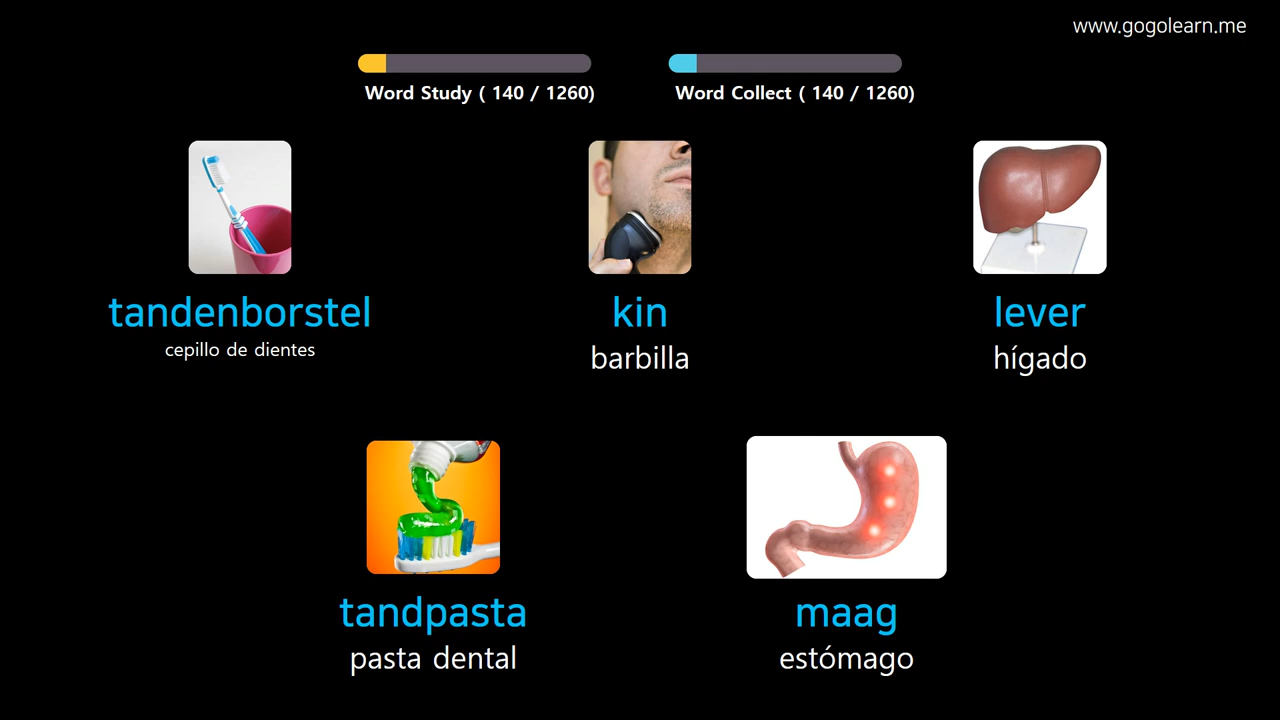 www.gogolearn.me
Word Study ( 140 / 1260)
Word Collect ( 140 / 1260)
tandenborstel
cepillo de dientes
kin
barbilla
lever
hígado
tandpasta
pasta dental
maag
estómago